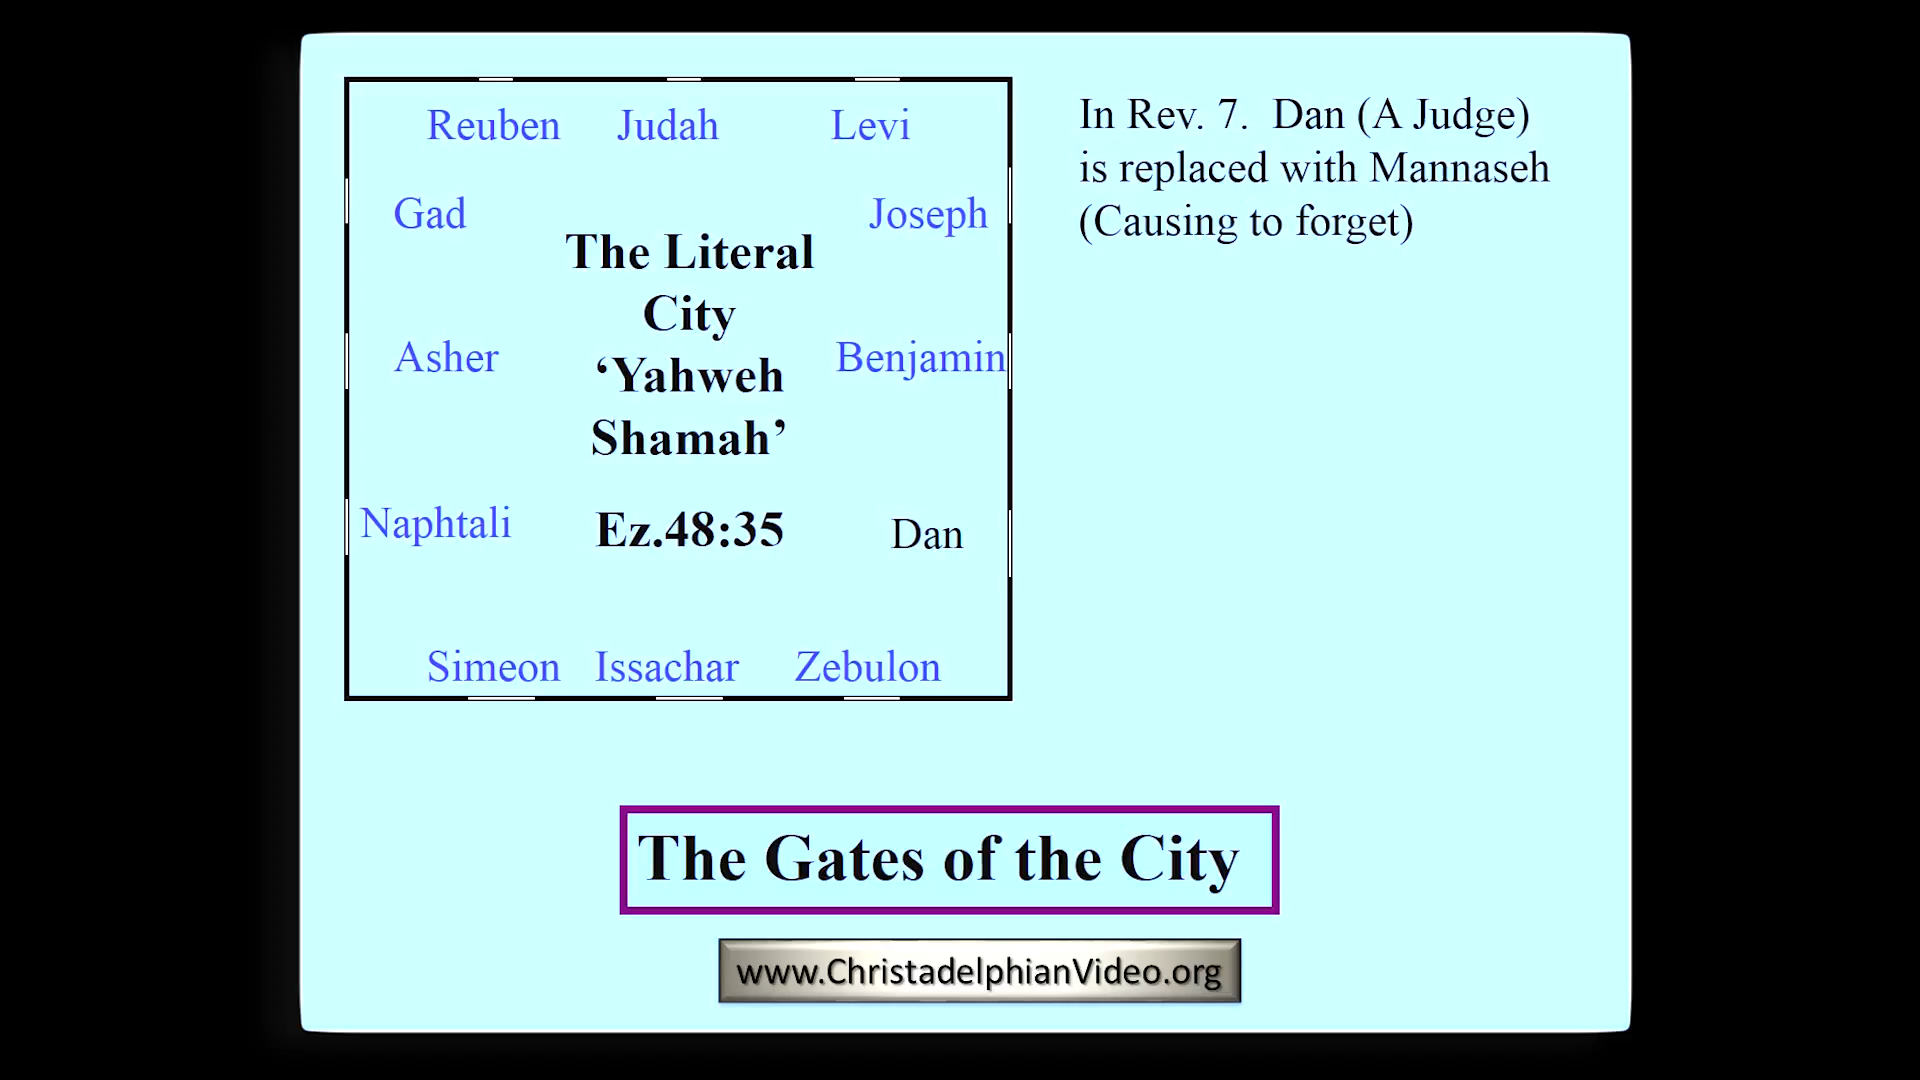 Reuben Judah Levi
Gad Joseph
The Literal
City
Asher Benjamin
‘Yahweh
Shamah’
Naphtali Ez.48:35 Dan
Simeon Issachar Zebulon
In Rev. 7. Dan (A Judge)
is replaced with Mannaseh
(Causing to forget)
The Gates of the City
www.ChristadelphianVideo.org